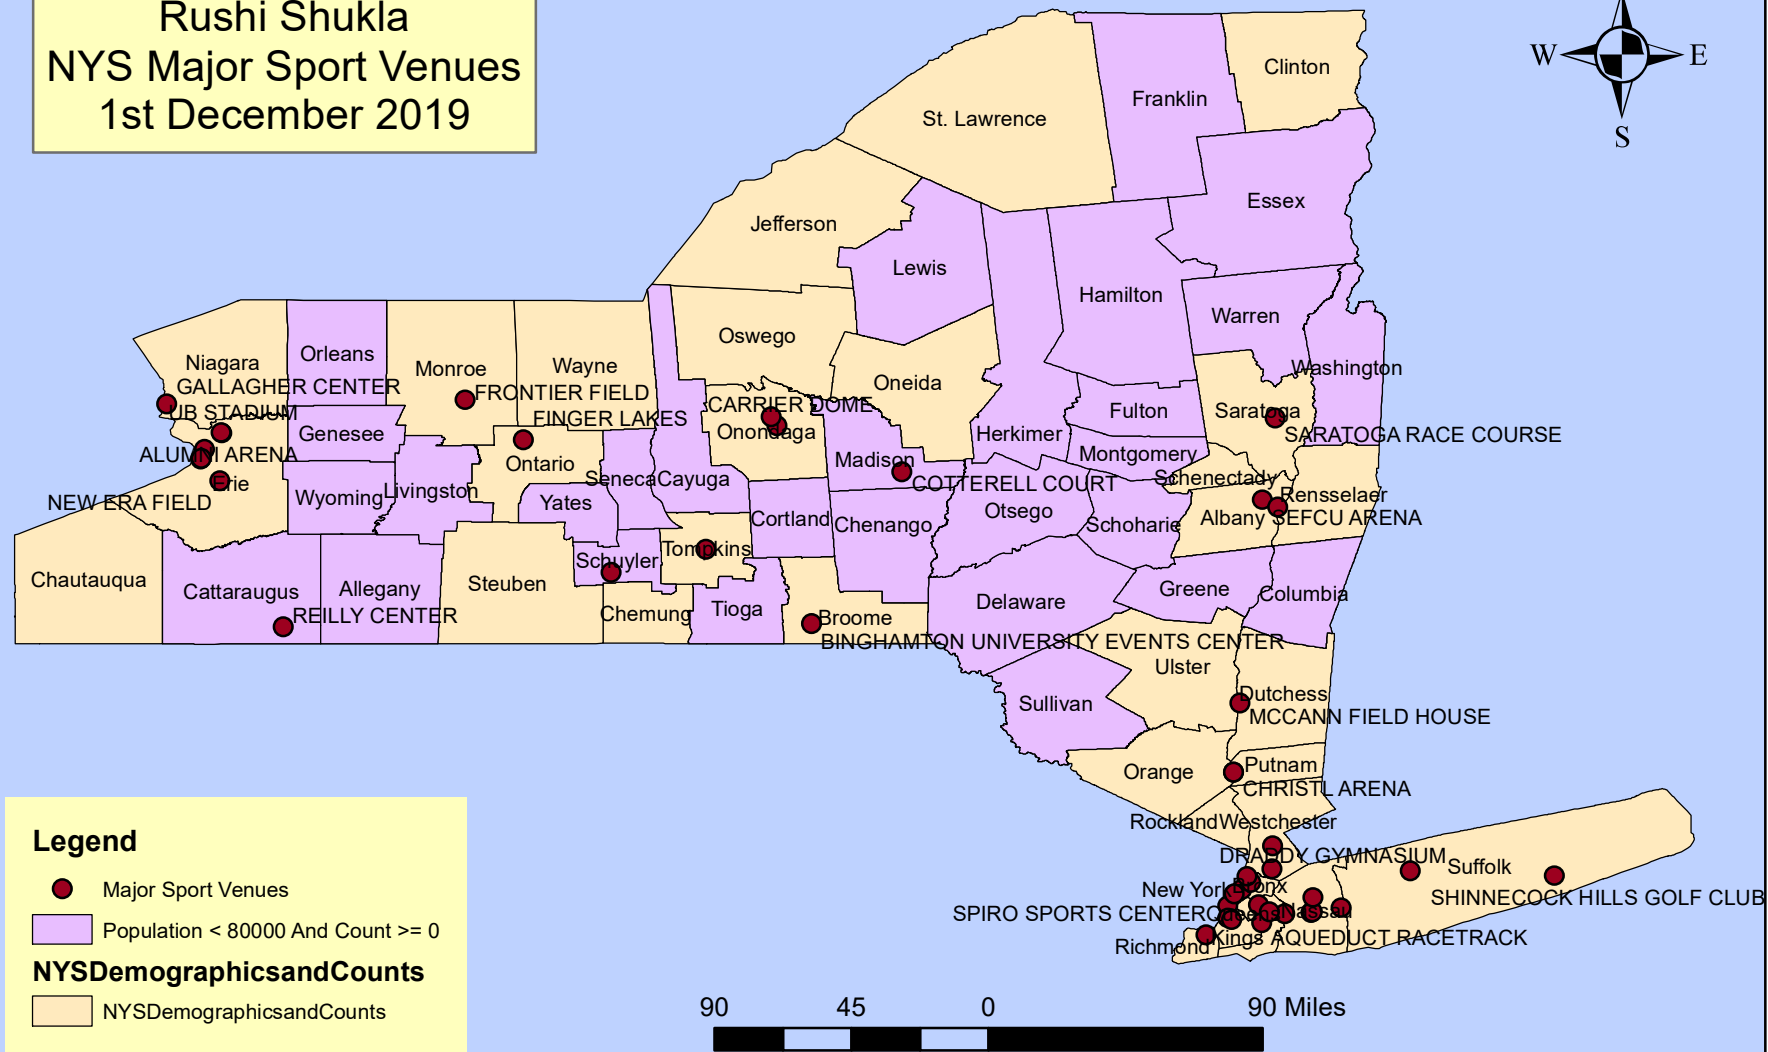 Rushi Shukla
NYS Major Sport Venues
1st December 2019
W
E
S
Clinton
Franklin
St. Lawrence
Essex
Jefferson
Lewis
Hamilton
Warren
Oswego
Niagara
Orleans
Monroe
Wayne
Washington
GALLAGHER CENTER
FRONTIER FIELD
Oneida
CARRIER DOME
Fulton
Saratoga
UB STADIUM
FINGER LAKES
Genesee
Onondaga
Herkimer
SARATOGA RACE COURSE
ALUMNI ARENA
Ontario
Madison
Montgomery
Erie
Wyoming
Livingston
Seneca
Cayuga
COTTERELL COURT
Schenectady
Rensselaer
NEW ERA FIELD
Yates
Cortland
Chenango
Otsego
Schoharie
Albany
SEFCU ARENA
Chautauqua
Cattaraugus
Allegany
Steuben
Schuyler
Tompkins
Delaware
Greene
Columbia
REILLY CENTER
Chemung
Tioga
Broome
BINGHAMTON UNIVERSITY EVENTS CENTER
Ulster
Sullivan
Dutchess
MCCANN FIELD HOUSE
Orange
Putnam
CHRISTL ARENA
Rockland
Westchester
DRADDY GYMNASIUM
Suffolk
New York
Bronx
SHINNECOCK HILLS GOLF CLUB
SPIRO SPORTS CENTER
Queens
Nassau
Richmond
Kings
AQUEDUCT RACETRACK
Legend
Major Sport Venues
Population < 80000 And Count >= 0
NYSDemographicsandCounts
NYSDemographicsandCounts
90
45
0
90 Miles